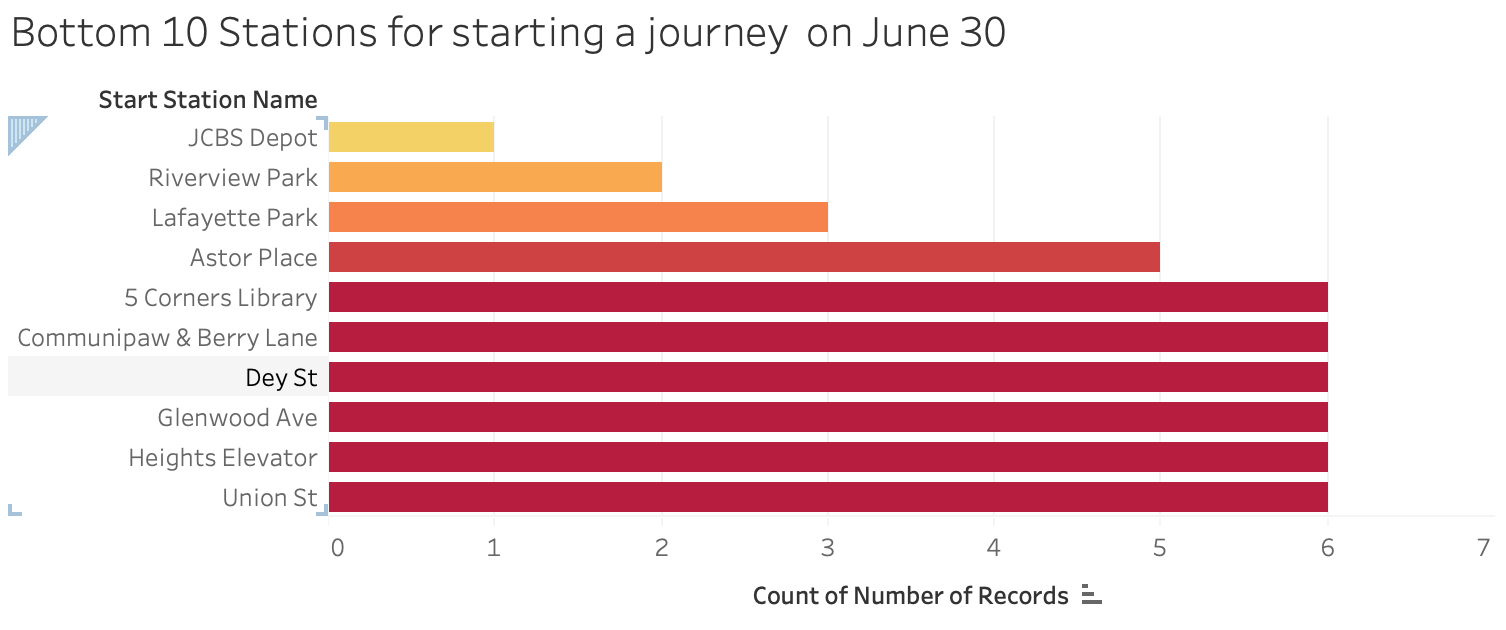 Bottom 10 Stations for starting a journey  on June 30
Start Station Name
JCBS Depot
Riverview Park
Lafayette Park
Astor Place
5 Corners Library
Communipaw & Berry Lane
Dey St
Glenwood Ave
Heights Elevator
Union St
0 1 2 3 4 5 6 7
Count of Number of Records